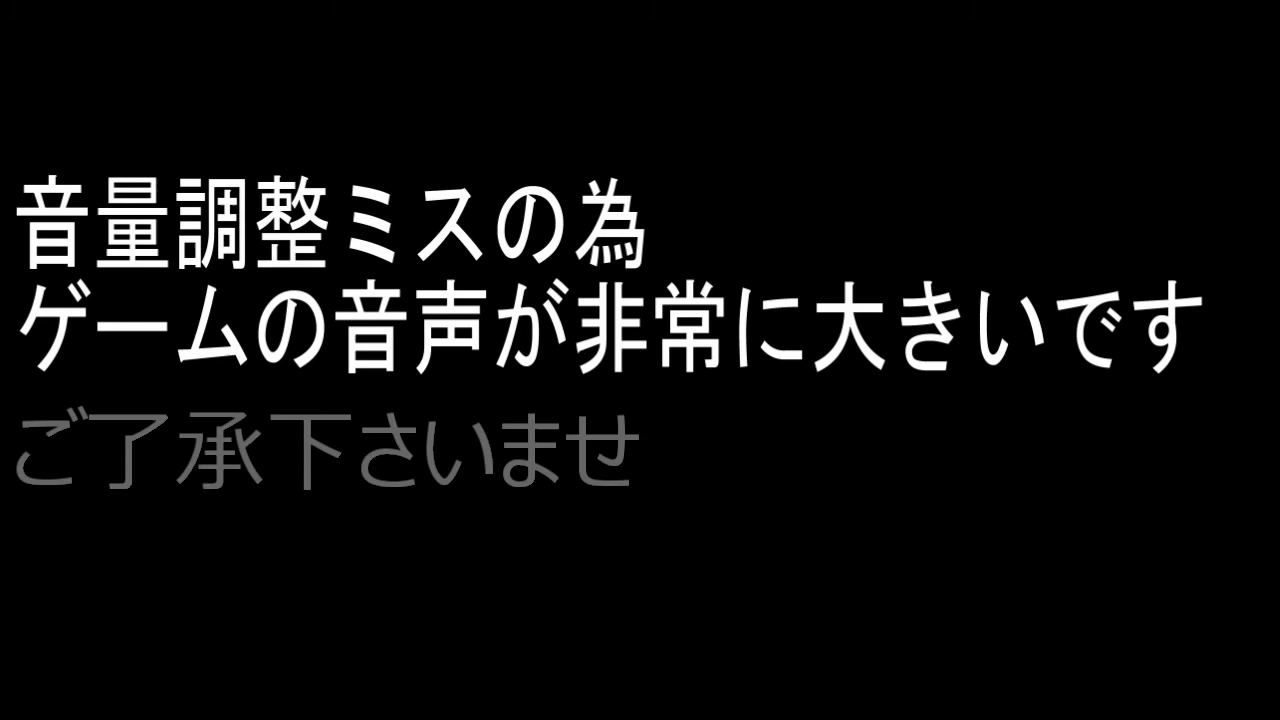 音量調整ミスの為
ゲームの音声が非常に大きいです
ご了承下さいませ